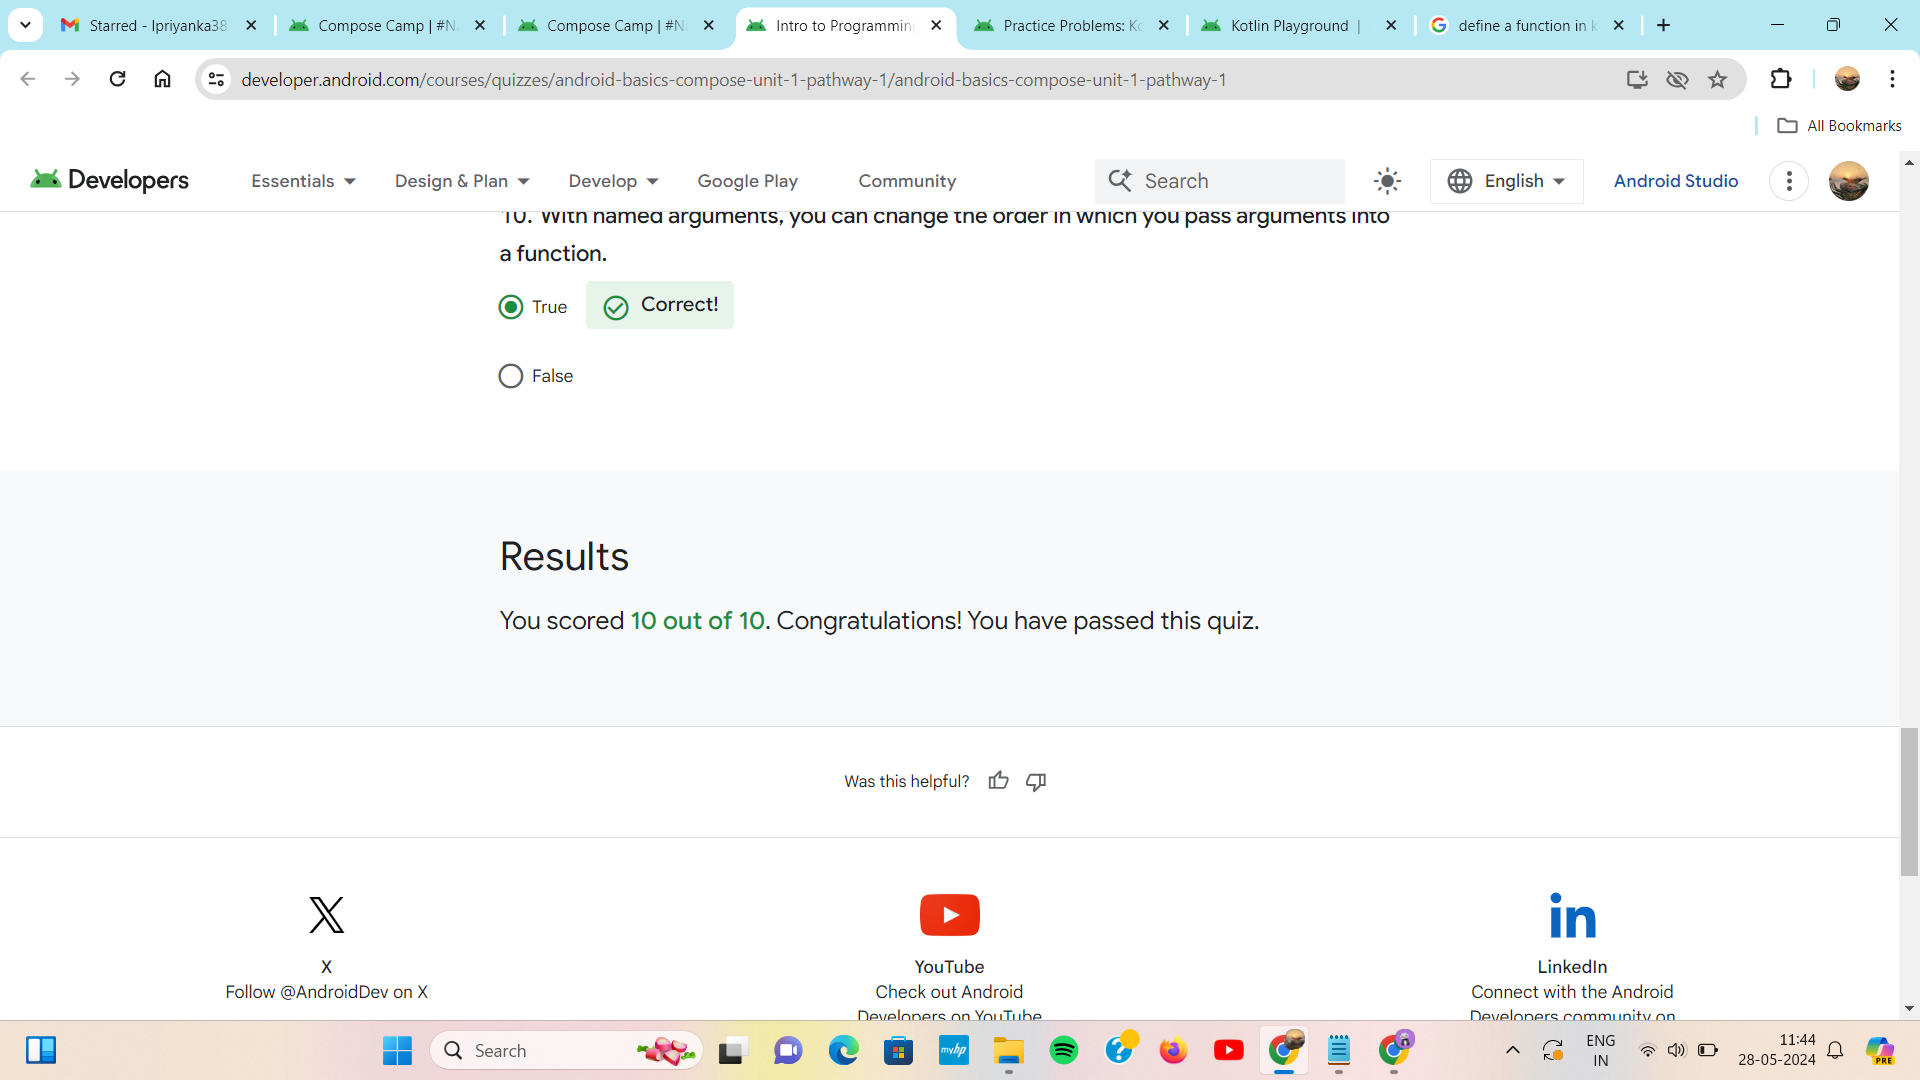 Starred - lpriyanka38
Compose Camp | #N
Compose Camp | #N
Intro to Programmin
Practice Problems: Ko
Kotlin Playground |
define a function in k
developer.android.com/courses/quizzes/android-basics-compose-unit-1-pathway-1/android-basics-compose-unit-1-pathway-1
All Bookmarks
Developers
Essentials
Design & Plan
Develop
Google Play
Community
Search
English
Android Studio
10. With named arguments, you can change the order in which you pass arguments into
a function.
True
Correct!
False
Results
You scored 10 out of 10. Congratulations! You have passed this quiz.
Was this helpful?
X
Follow @AndroidDev on X
YouTube
Check out Android
Developers on YouTube
LinkedIn
Connect with the Android
Developers community on
Search
myhp
ENG
IN
11:44
28-05-2024
PRE